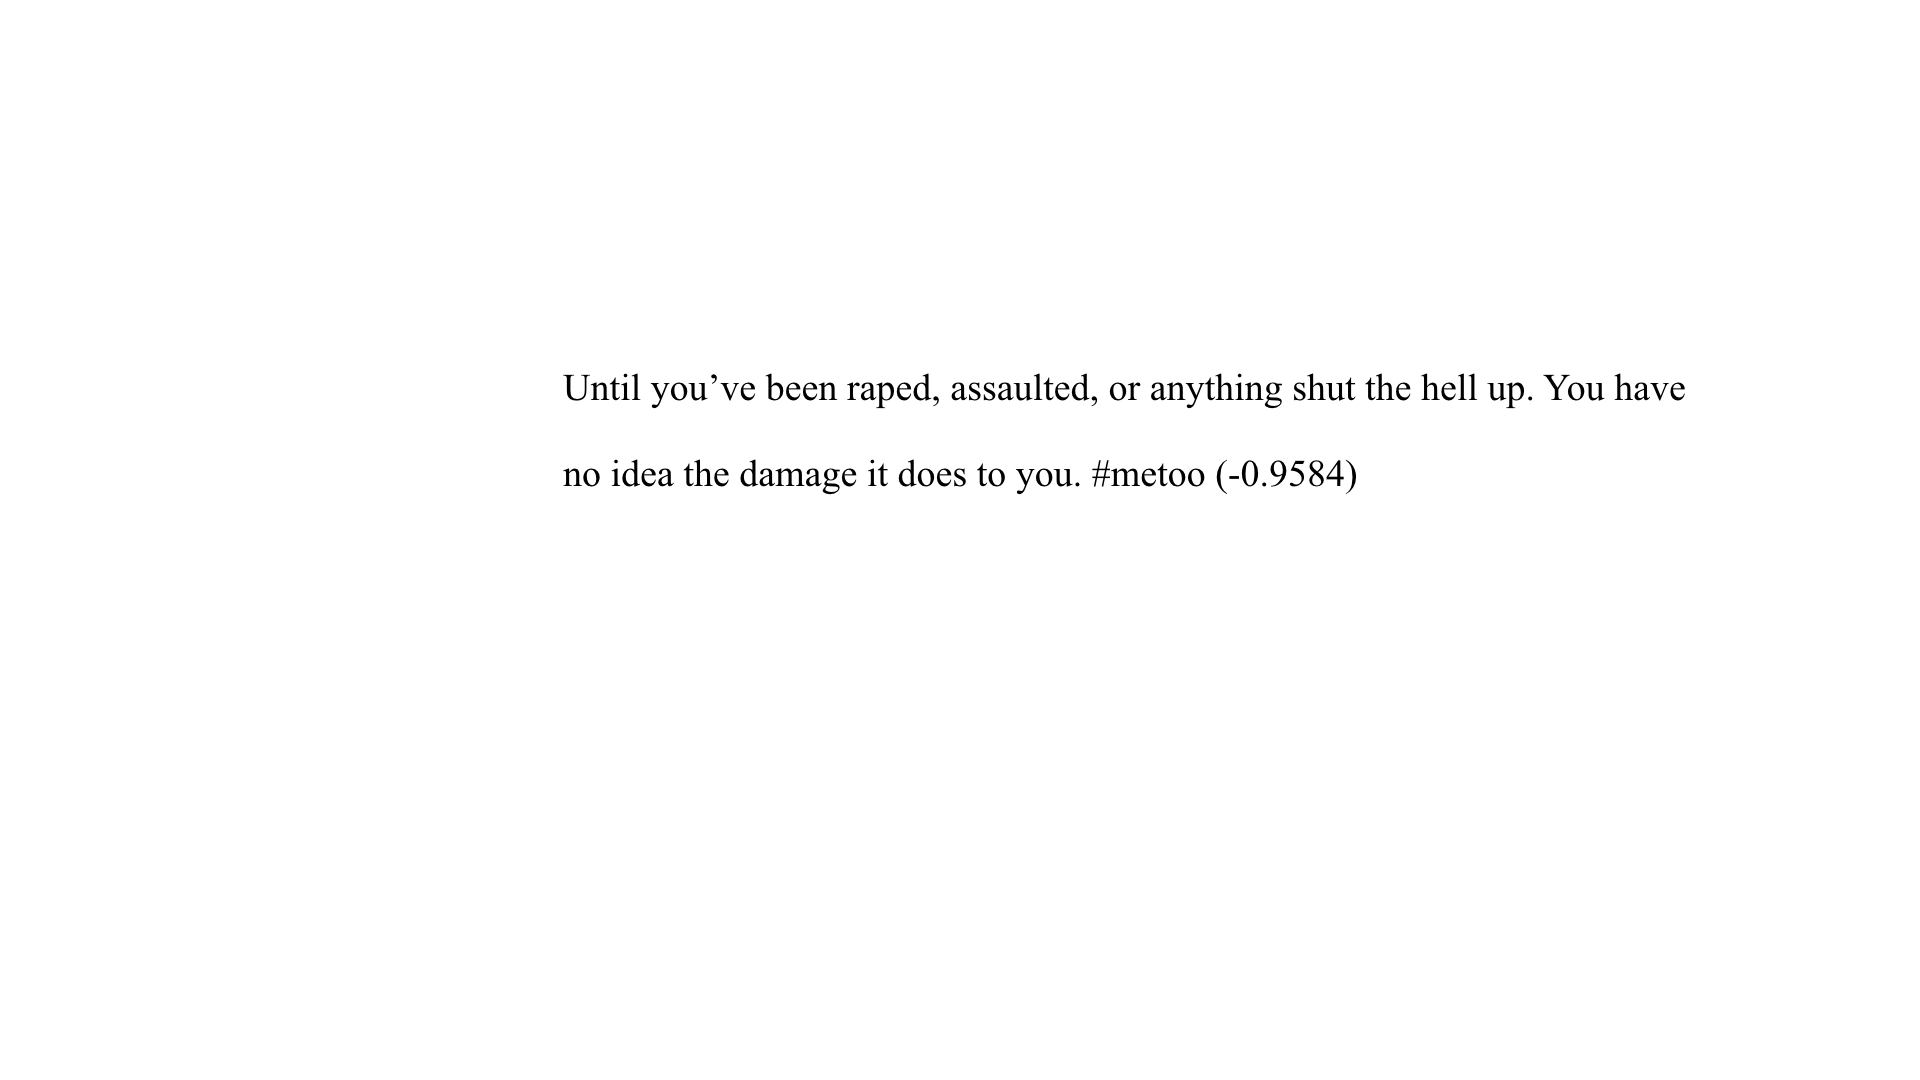 Until you’ve been raped, assaulted, or anything shut the hell up. You have
no idea the damage it does to you. #metoo (-0.9584)